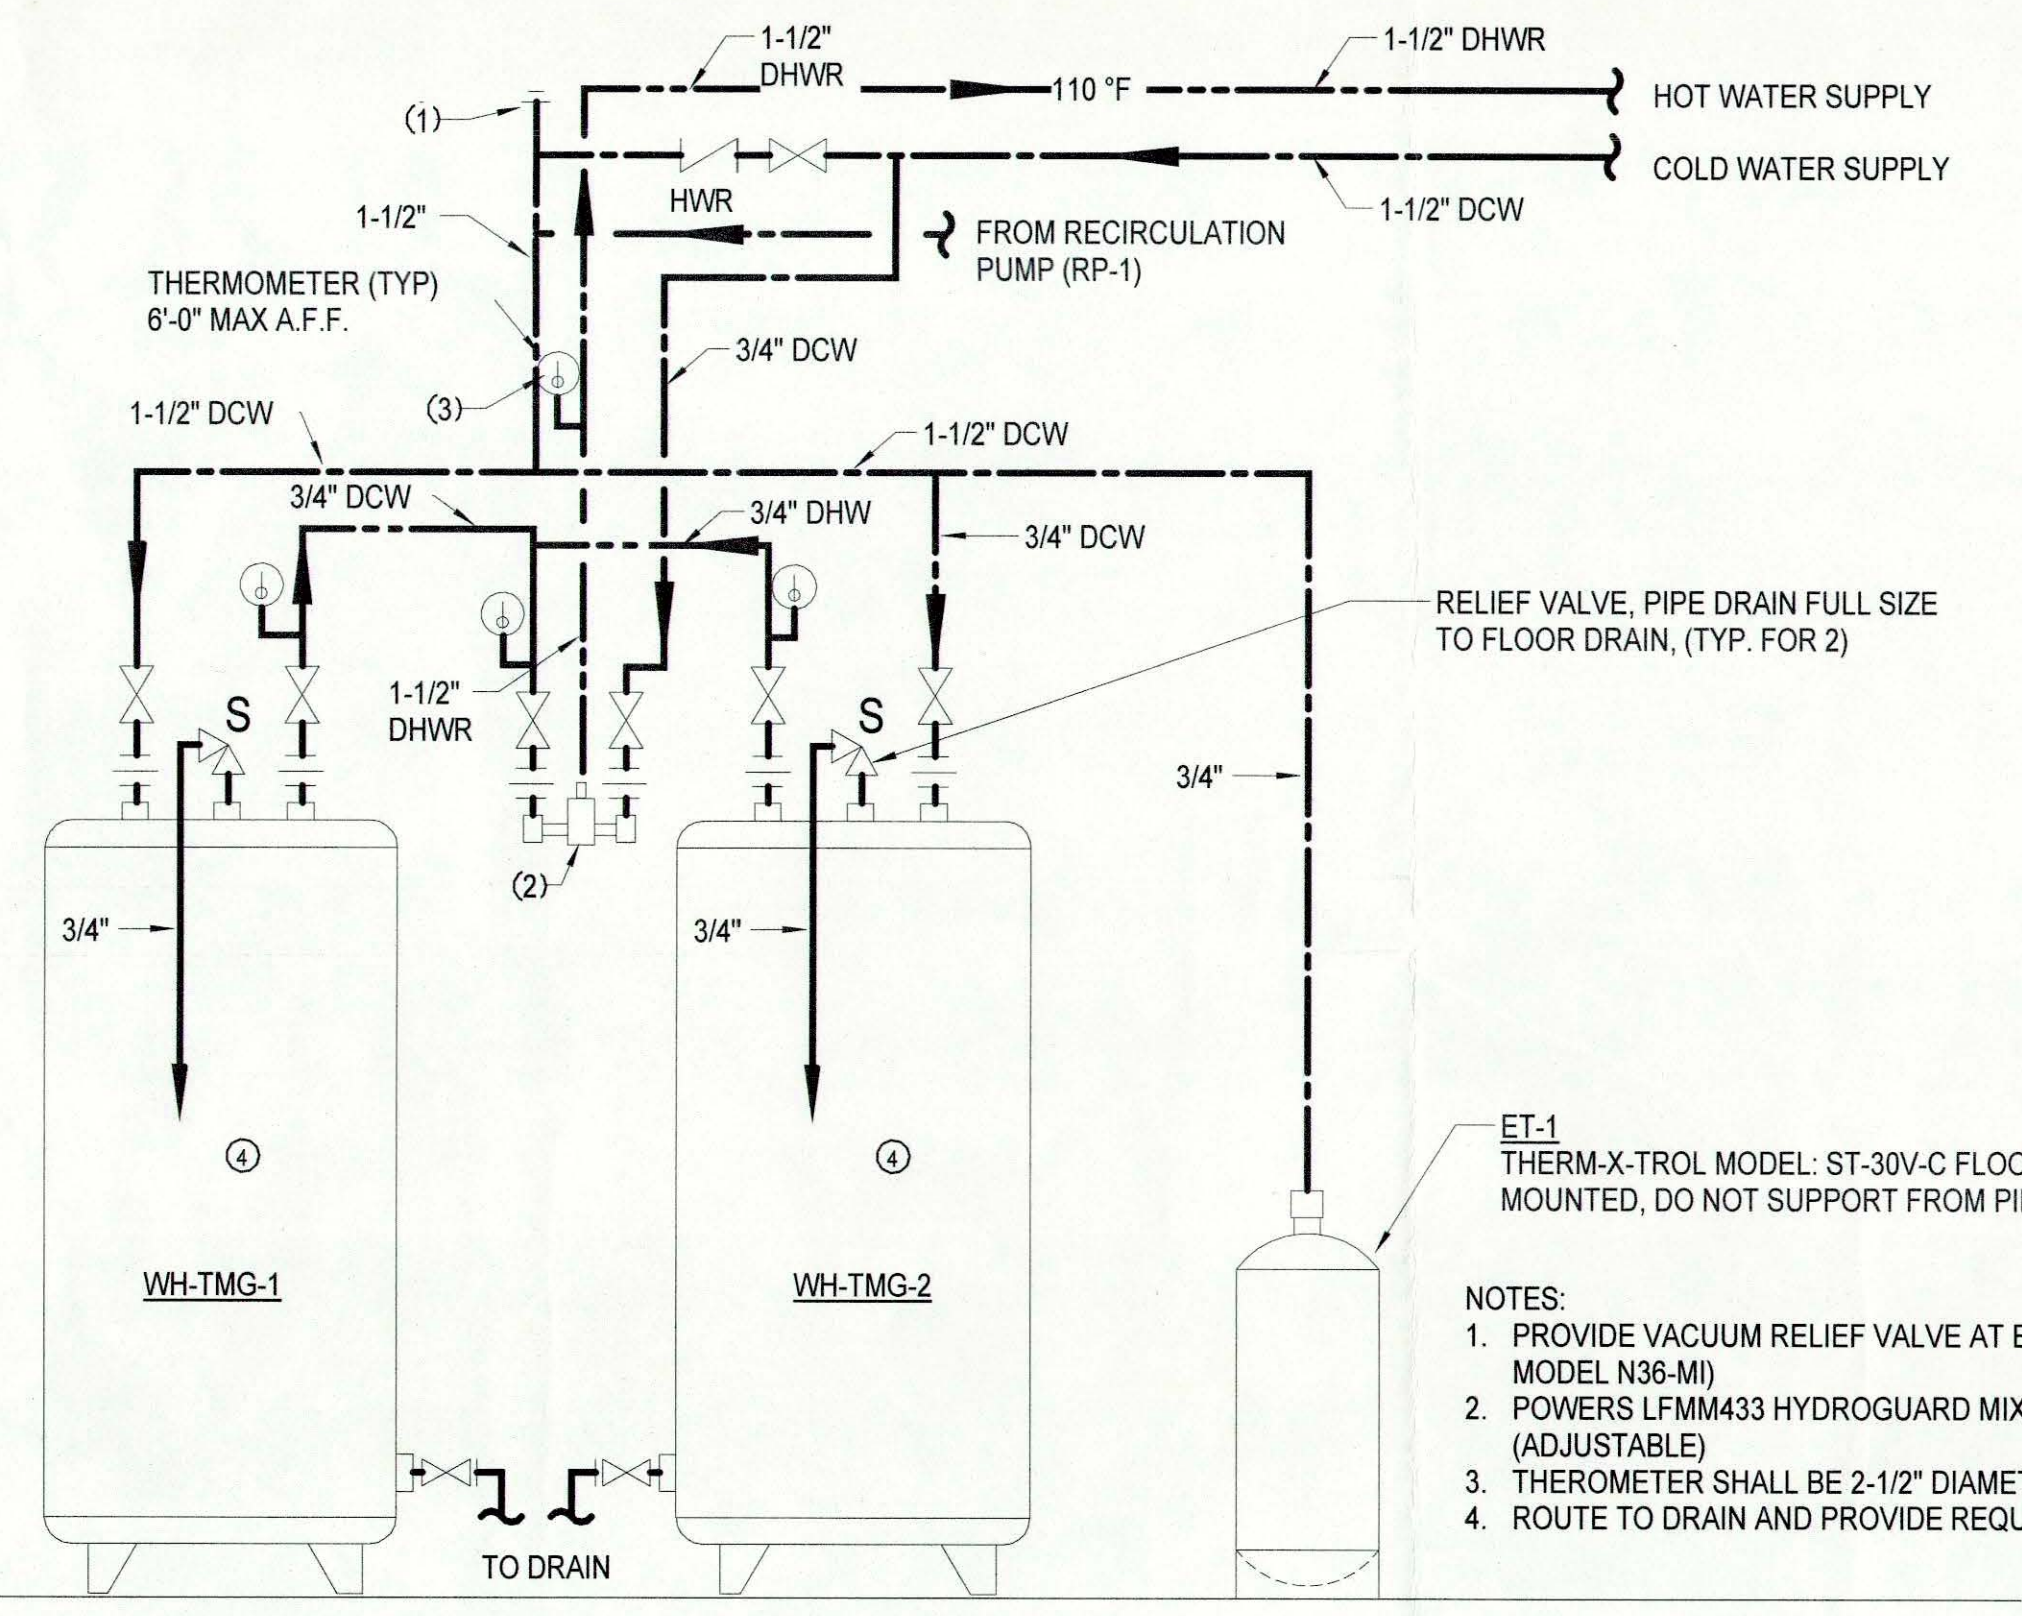 1-1/2"
DHWR
110 °F
1-1/2" DHWR
HOT WATER SUPPLY
(1)
COLD WATER SUPPLY
1-1/2" DCW
HWR
1-1/2"
FROM RECIRCULATION
PUMP (RP-1)
THERMOMETER (TYP)
6'-0" MAX A.F.F.
3/4" DCW
(3)
1-1/2" DCW
1-1/2" DCW
3/4" DCW
3/4" DHW
3/4" DCW
RELIEF VALVE, PIPE DRAIN FULL SIZE
TO FLOOR DRAIN, (TYP. FOR 2)
1-1/2"
DHWR
S
S
3/4"
(2)
3/4"
3/4"
4
4
ET-1
THERM-X-TROL MODEL: ST-30V-C
MOUNTED, DO NOT SUPPORT FROM
WH-TMG-1
WH-TMG-2
NOTES:
1. PROVIDE VACUUM RELIEF VALVE AT
MODEL N36-MI)
2. POWERS LFMM433 HYDROGUARD
(ADJUSTABLE)
3. THEROMETER SHALL BE 2-1/2"
4. ROUTE TO DRAIN AND PROVIDE
TO DRAIN